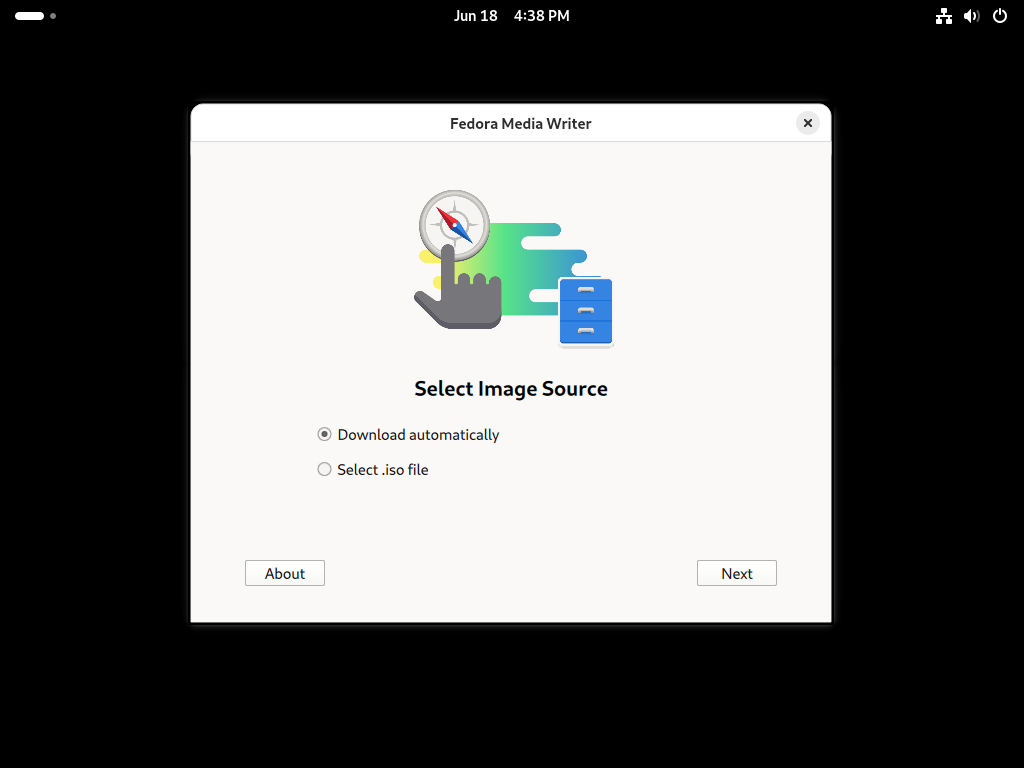 Jun 18 4:38 PM
Fedora Media Writer
Select Image Source
Download automatically
Select .iso file
About Next